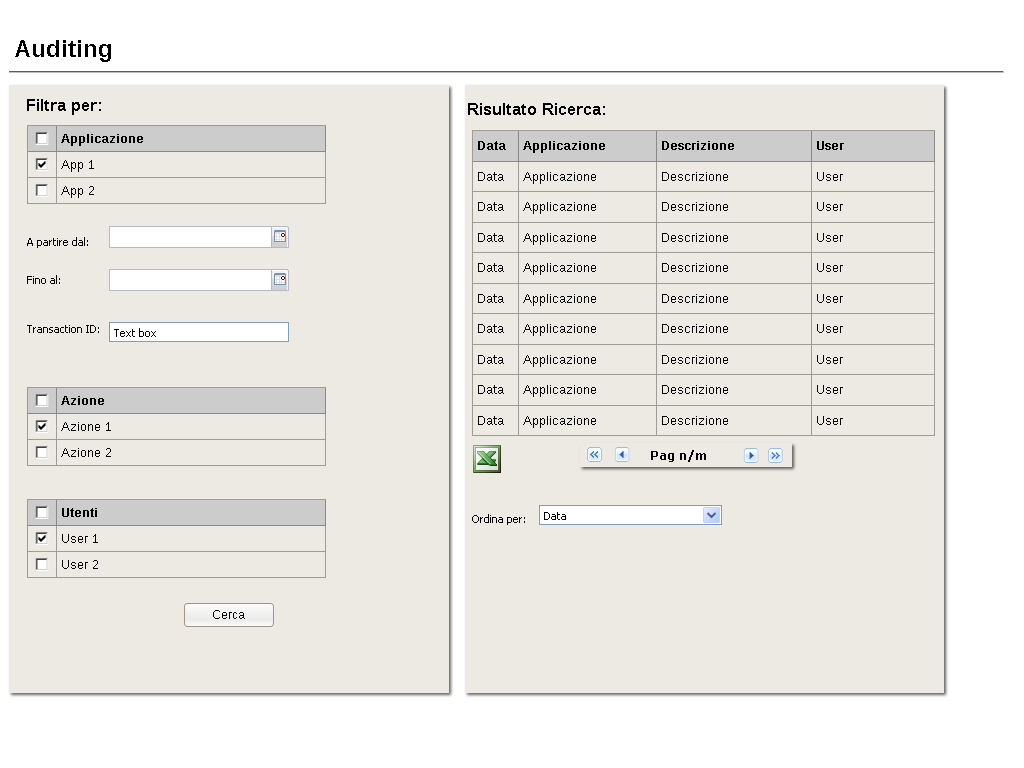 Auditing
Filtra per:
Applicazione
App 1
App 2
A partire dal:
Fino al:
Transaction ID: Text box
Azione
Azione 1
Azione 2
Utenti
User 1
User 2
Cerca
Risultato Ricerca:
Data Applicazione Descrizione User
Data Applicazione Descrizione User
Data Applicazione Descrizione User
Data Applicazione Descrizione User
Data Applicazione Descrizione User
Data Applicazione Descrizione User
Data Applicazione Descrizione User
Data Applicazione Descrizione User
Data Applicazione Descrizione User
Data Applicazione Descrizione User
Pag n/m
Ordina per: Data